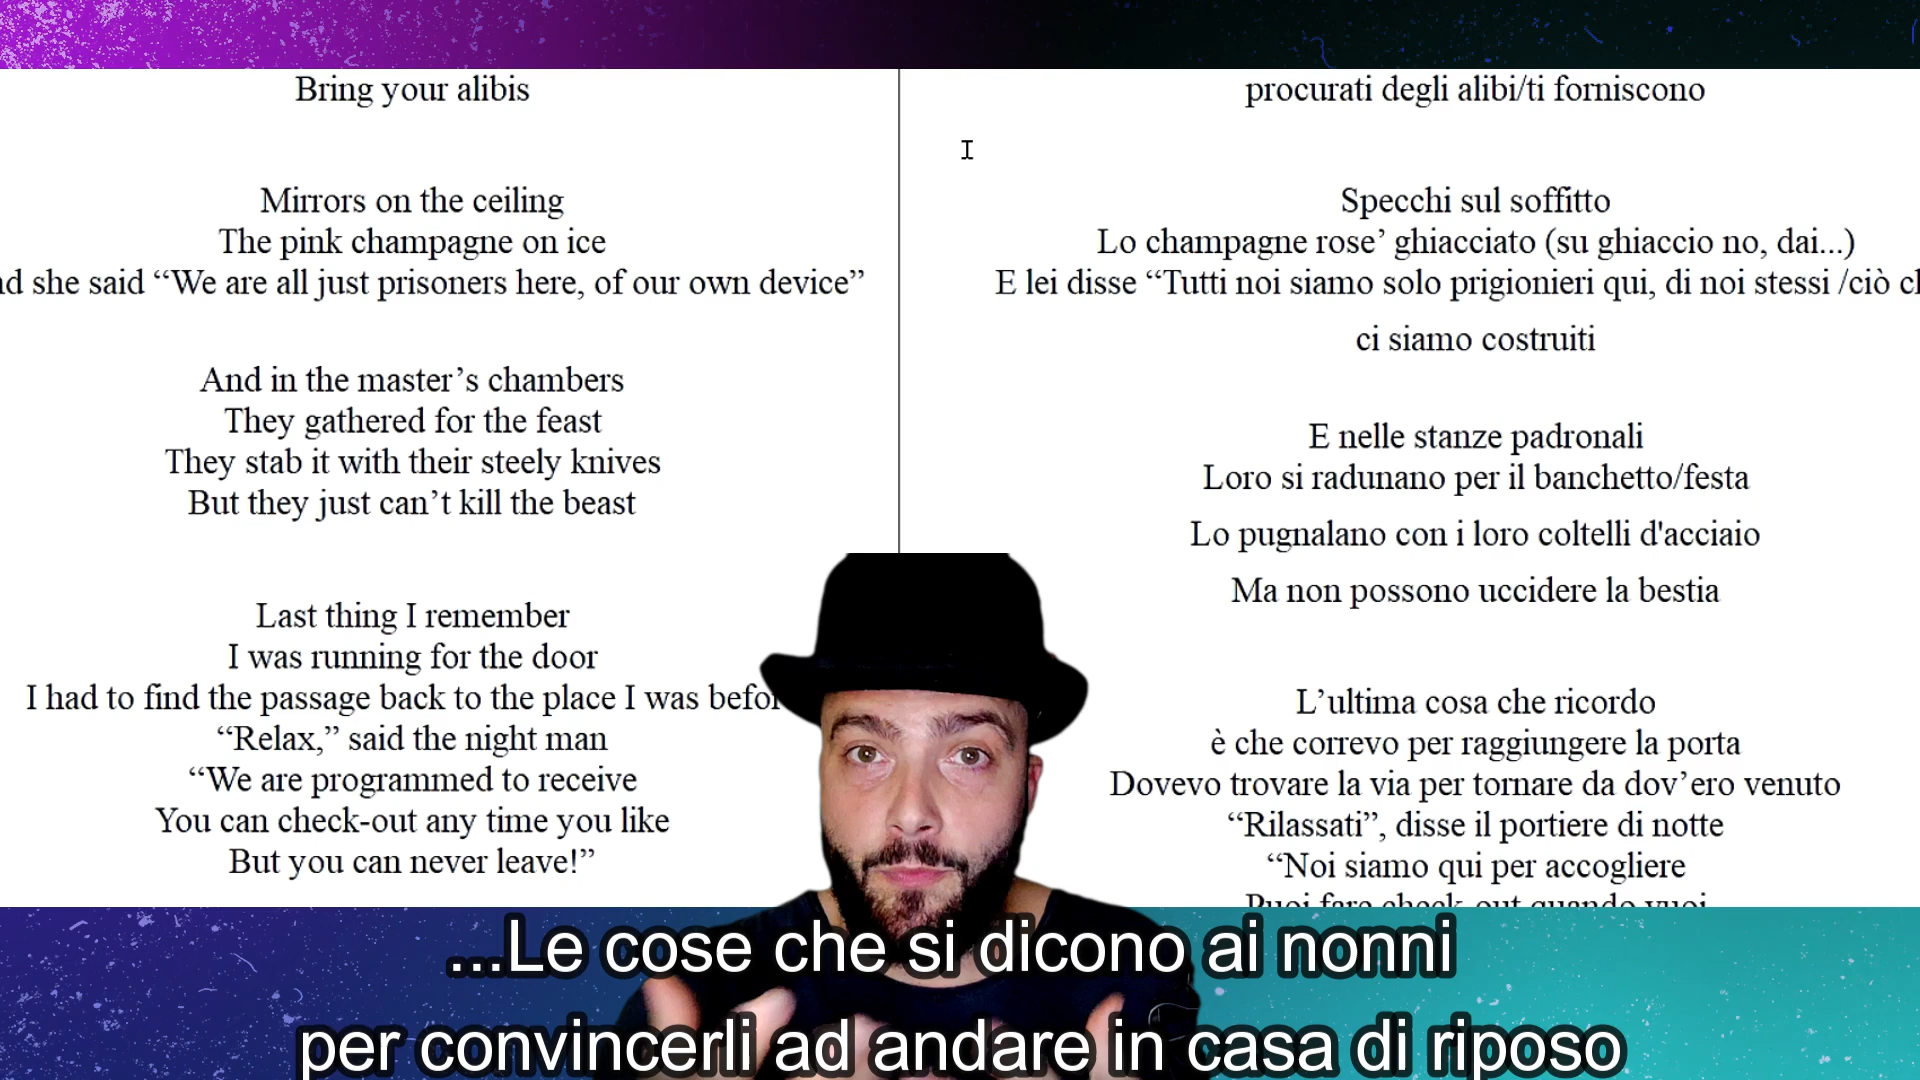 Bring your alibis
Mirrors on the ceiling
The pink champagne on ice
nd she said “We are all just prisoners here, of our own device”
And in the master’s chambers
They gathered for the feast
They stab it with their steely knives
But they just can’t kill the beast
Last thing I remember
I was running for the door
I had to find the passage back to the place I was befor
“Relax,” said the night man
“We are programmed to receive
You can check-out any time you like
But you can never leave!”
procurati degli alibi/ti forniscono
Specchi sul soffitto
Lo champagne rose’ ghiacciato (su ghiaccio no, dai...)
E lei disse “Tutti noi siamo solo prigionieri qui, di noi stessi /ciò ch
ci siamo costruiti
E nelle stanze padronali
Loro si radunano per il banchetto/festa
Lo pugnalano con i loro coltelli d'acciaio
Ma non possono uccidere la bestia
L’ultima cosa che ricordo
è che correvo per raggiungere la porta
Dovevo trovare la via per tornare da dov’ero venuto
“Rilassati”, disse il portiere di notte
“Noi siamo qui per accogliere
Puoi fare check-out quando vuoi
...Le cose che si dicono ai nonni
per convincerli ad andare in casa di riposo